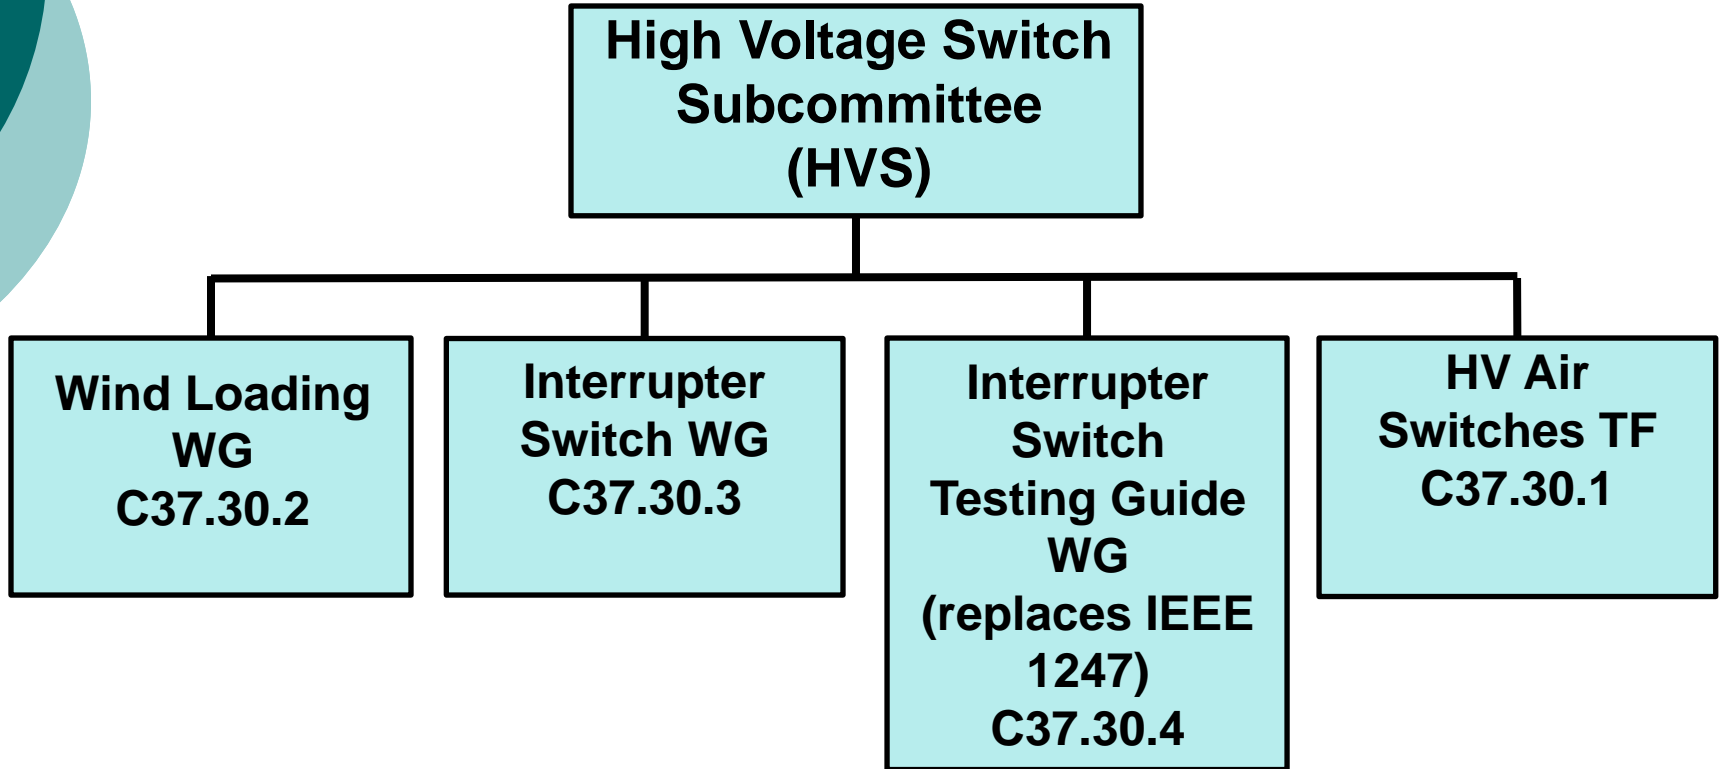 High Voltage Switch
Subcommittee
(HVS)
Wind Loading
WG
C37.30.2
Interrupter
Switch WG
C37.30.3
Interrupter
Switch
Testing Guide
WG
(replaces IEEE
1247)
C37.30.4
HV Air
Switches TF
C37.30.1